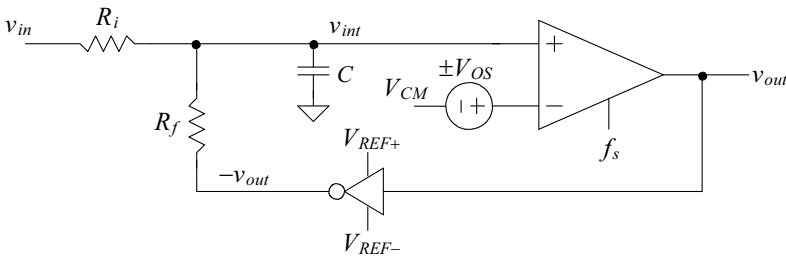 v_in
R_i
v_int
C
±V_OS
V_CM
+
−
−+
v_out
f_s
R_f
V_REF+
−v_out
V_REF−